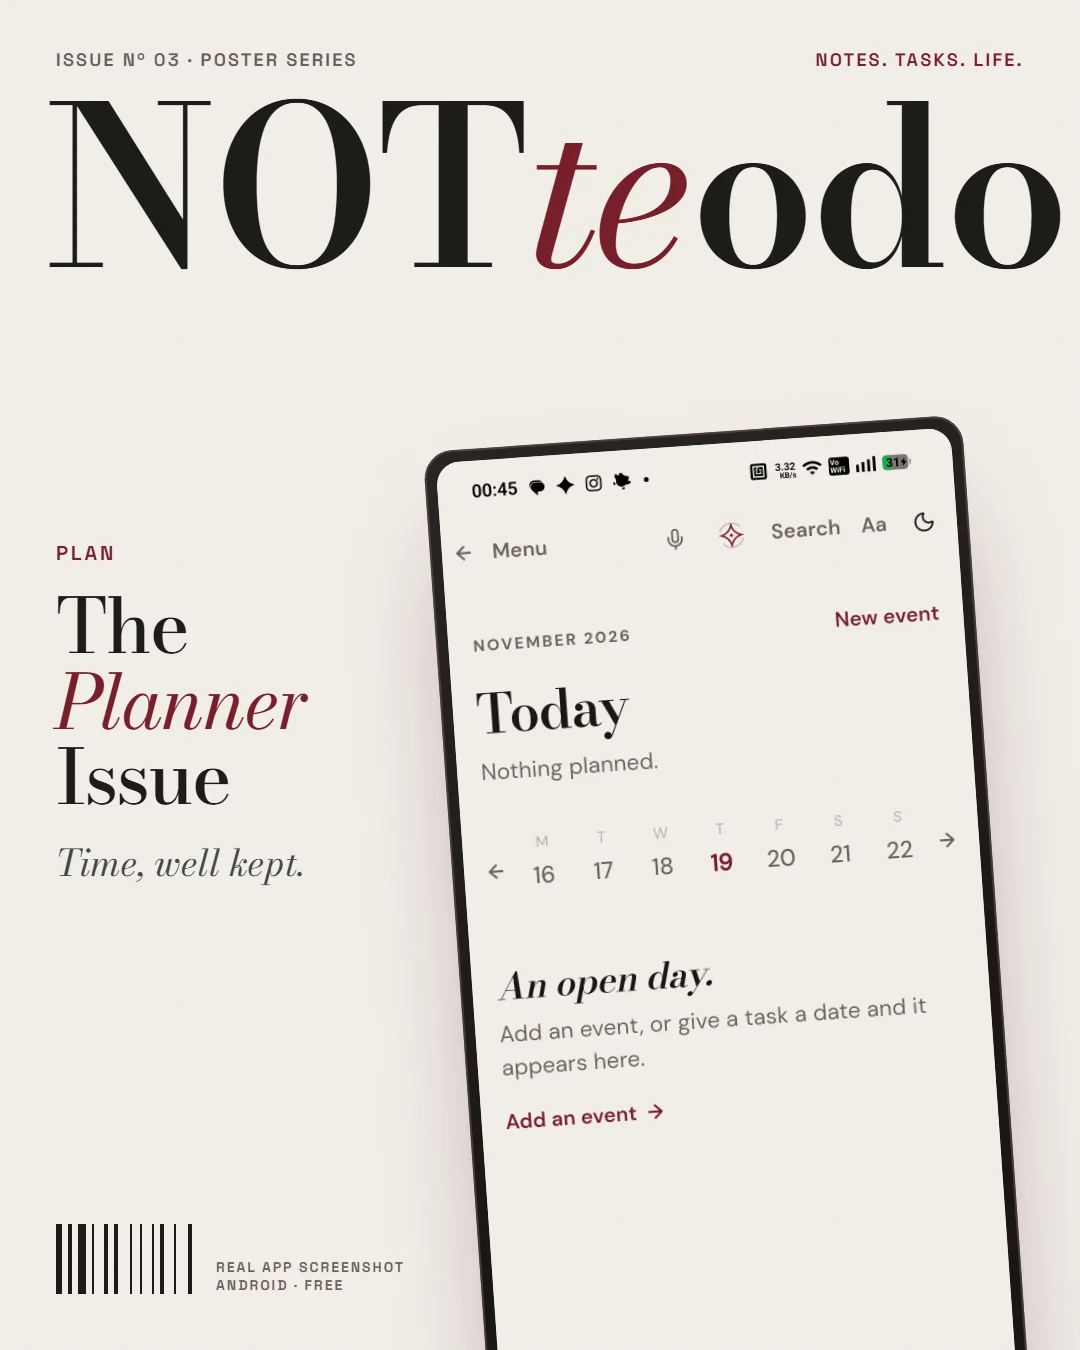 ISSUE Nº 03 · POSTER SERIES
NOTES. TASKS. LIFE.
NOTteodo
PLAN
The
Planner
Issue
Time, well kept.
00:45
3.32
KB/s
Vo
WiFi
31
Menu
Search
Aa
New event
NOVEMBER 2026
Today
Nothing planned.
M T W T F S S
16 17 18 19 20 21 22
An open day.
Add an event, or give a task a date and it
appears here.
Add an event →
REAL APP SCREENSHOT
ANDROID · FREE